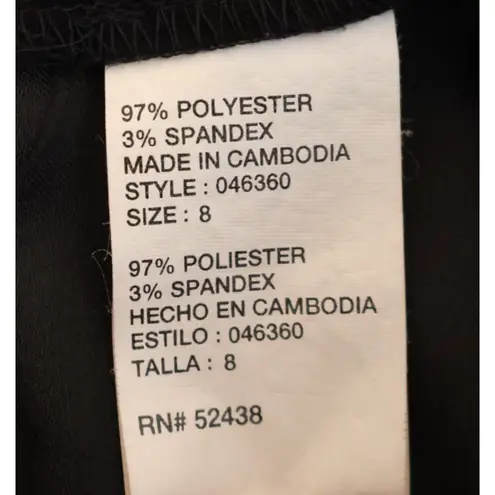 97% POLYESTER
3% SPANDEX
MADE IN CAMBODIA
STYLE : 046360
SIZE : 8
97% POLIESTER
3% SPANDEX
HECHO EN CAMBODIA
ESTILO : 046360
TALLA : 8
RN# 52438